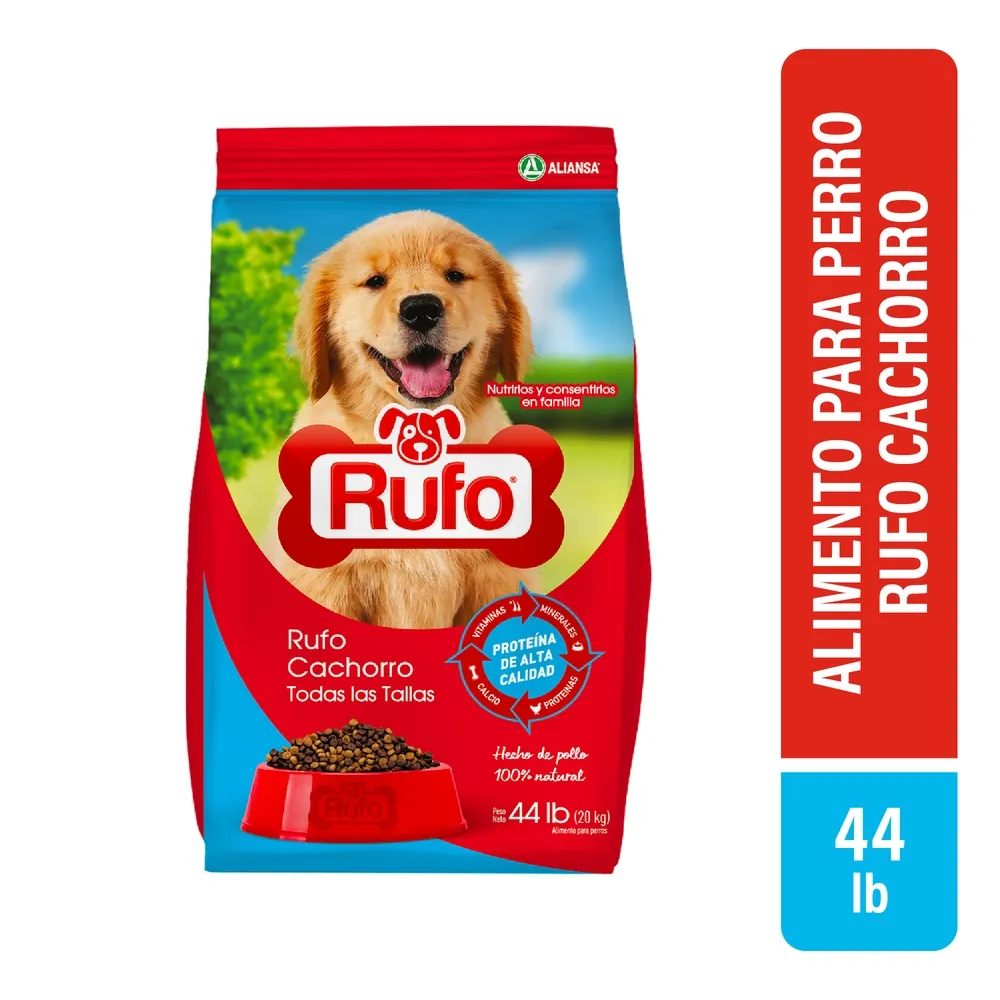 ALIANSA
Nutrirlos y consentirlos
en familia
Rufo
Rufo
Cachorro
Todas las Tallas
VITAMINAS
MINERALES
PROTEÍNA
DE ALTA
CALIDAD
CALCIO
PROTEINAS
Hecho de pollo
100% natural
Rufo
Peso
Neto 44 lb (20 kg)
Alimento para perros
ALIMENTO PARA PERRO
RUFO CACHORRO
44
lb